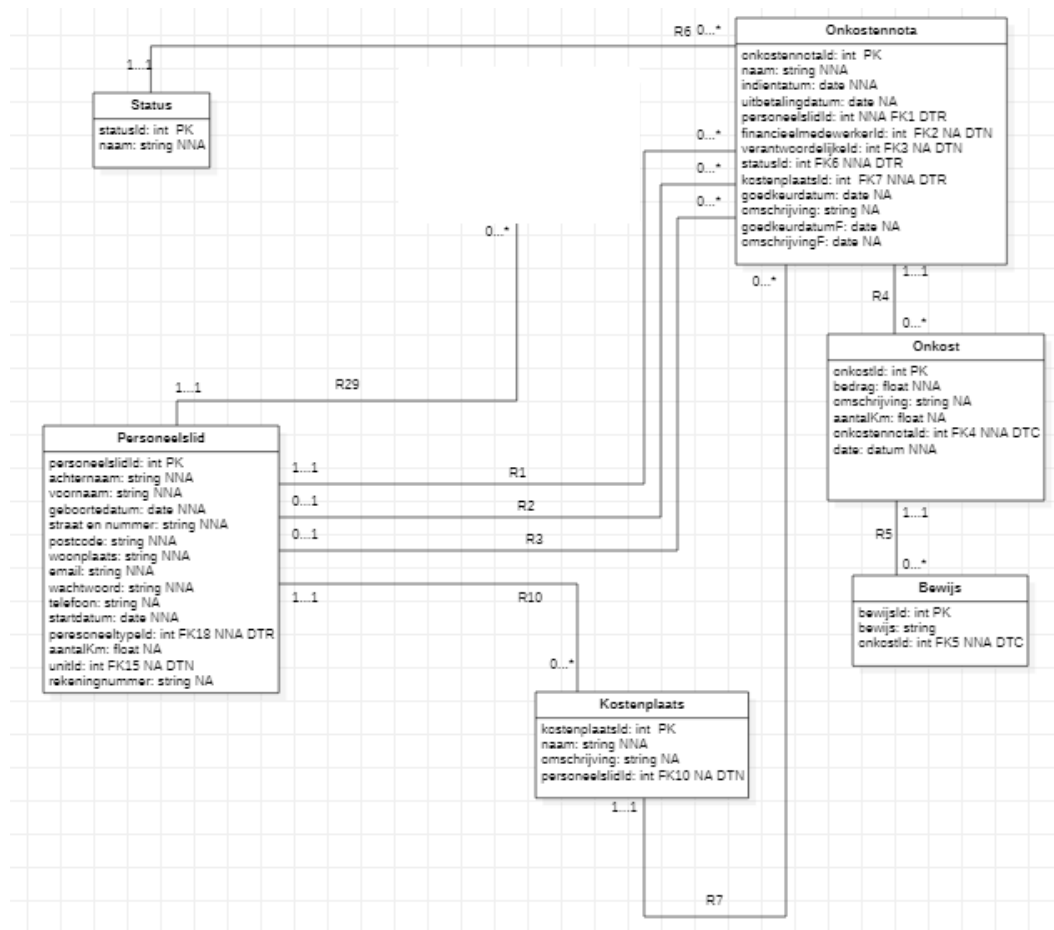 R6 0...*
1...1
Onkostennota
onkostennotaId: int PK
naam: string NNA
indientatum: date NNA
uitbetalingdatum: date NA
personeelslidId: int NNA FK1 DTR
financieelmedewerkerId: int FK2 NA DTN
verantwoordelijkeId: int FK3 NA DTN
statusId: int FK6 NNA DTR
kostenplaatsId: int FK7 NNA DTR
goedkeurdatum: date NA
omschrijving: string NA
goedkeurdatumF: date NA
omschrijvingF: date NA
Status
statusId: int PK
naam: string NNA
0...*
0...*
0...*
0...*
0...*
1...1
R4
0...*
Onkost
onkostId: int PK
bedrag: float NNA
omschrijving: string NA
aantalKm: float NA
onkostennotaId: int FK4 NNA DTC
date: datum NNA
1...1
R29
Personeelslid
personeelslidId: int PK
achternaam: string NNA
voornaam: string NNA
geboortedatum: date NNA
straat en nummer: string NNA
postcode: string NNA
woonplaats: string NNA
email: string NNA
wachtwoord: string NNA
telefoon: string NA
startdatum: date NNA
peresoneeltypeId: int FK18 NNA DTR
aantalKm: float NA
unitId: int FK15 NA DTN
rekeningnummer: string NA
1...1
R1
0...1
R2
0...1
R3
1...1
R10
0...*
1...1
R5
0...*
Bewijs
bewijsId: int PK
bewijs: string
onkostId: int FK5 NNA DTC
Kostenplaats
kostenplaatsId: int PK
naam: string NNA
omschrijving: string NA
personeelslidId: int FK10 NA DTN
1...1
R7